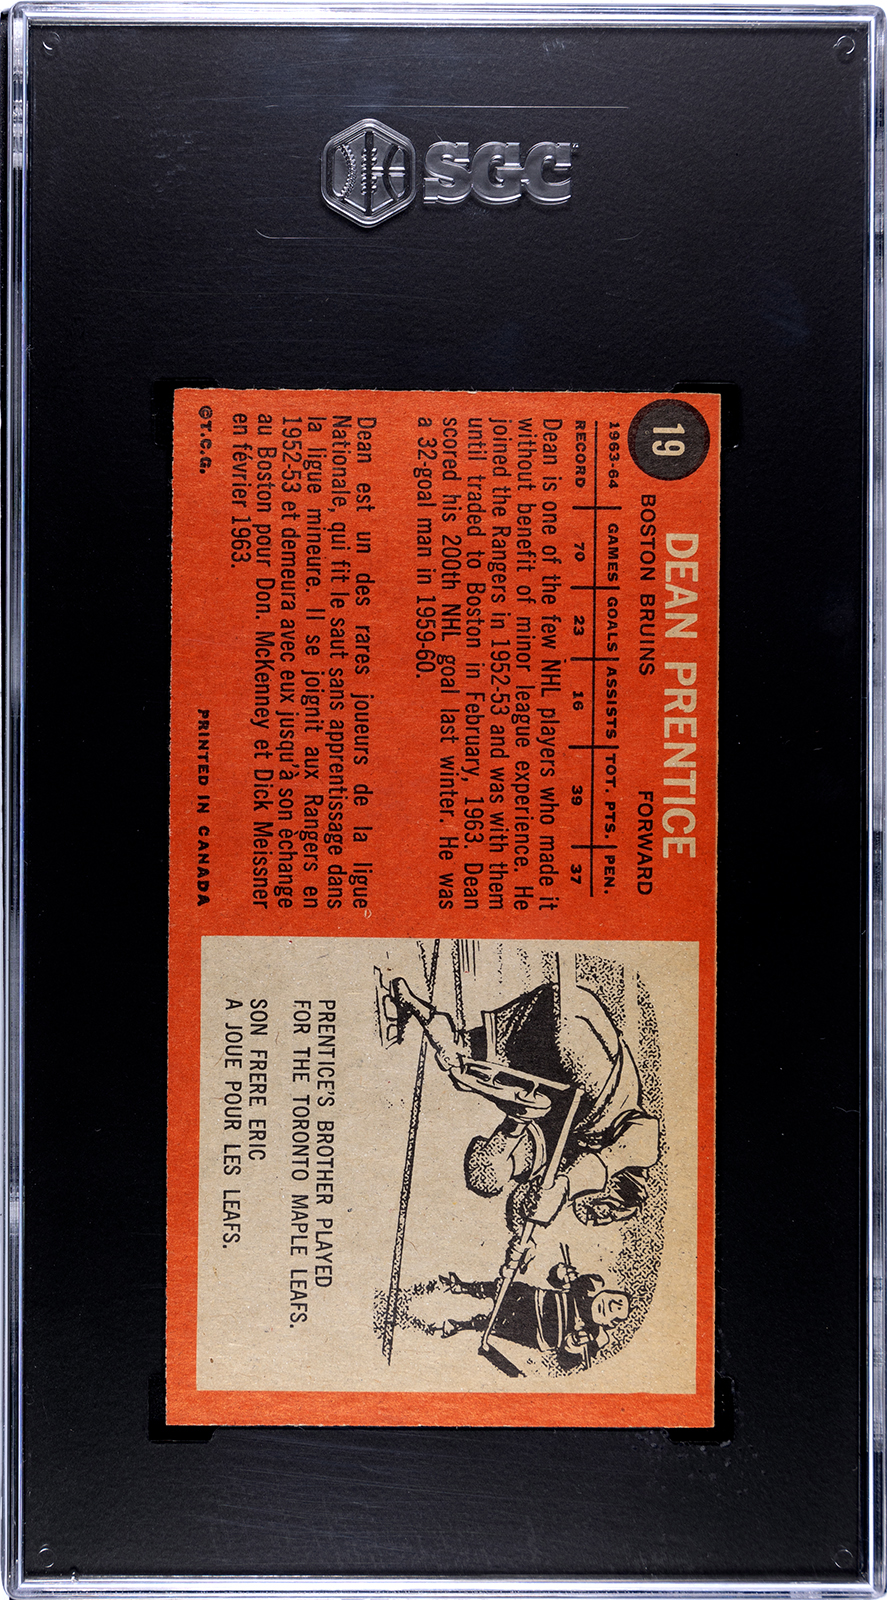 SGC
19
DEAN PRENTICE
BOSTON BRUINS FORWARD
1963-64 GAMES GOALS ASSISTS TOT. PTS. PEN.
RECORD 70 23 16 39 37
Dean is one of the few NHL players who made it
without benefit of minor league experience. He
joined the Rangers in 1952-53 and was with them
until traded to Boston in February, 1963. Dean
scored his 200th NHL goal last winter. He was
a 32-goal man in 1959-60.
Dean est un des rares joueurs de la ligue
Nationale, qui fit le saut sans apprentissage dans
la ligue mineure. Il se joignit aux Rangers en
1952-53 et demeura avec eux jusqu'à son èchange
au Boston pour Don. McKenney et Dick Meissner
en février 1963.
©T.C.G. PRINTED IN CANADA
PRENTICE'S BROTHER PLAYED
FOR THE TORONTO MAPLE LEAFS.
SON FRERE ERIC
A JOUE POUR LES LEAFS.